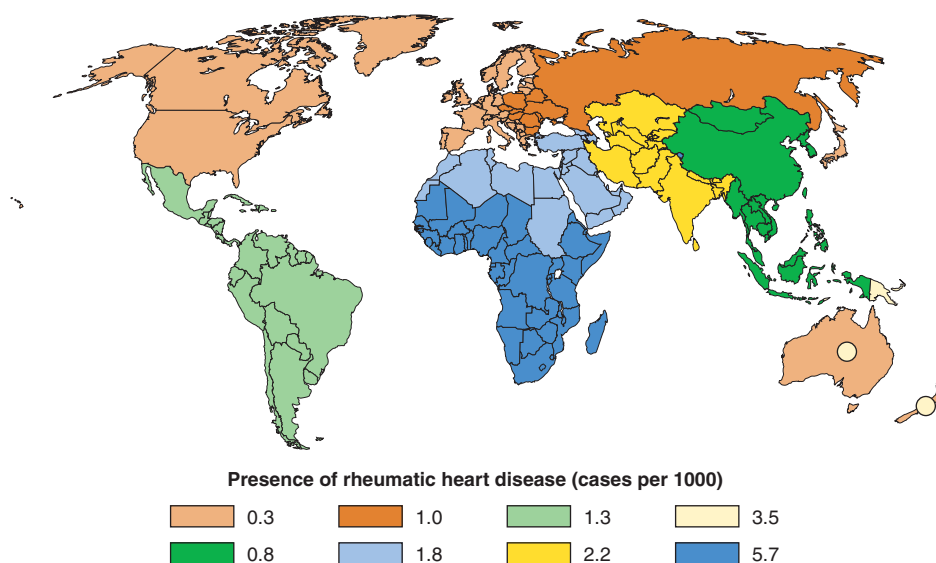 Presence of rheumatic heart disease (cases per 1000)
0.3 1.0 1.3 3.5
0.8 1.8 2.2 5.7